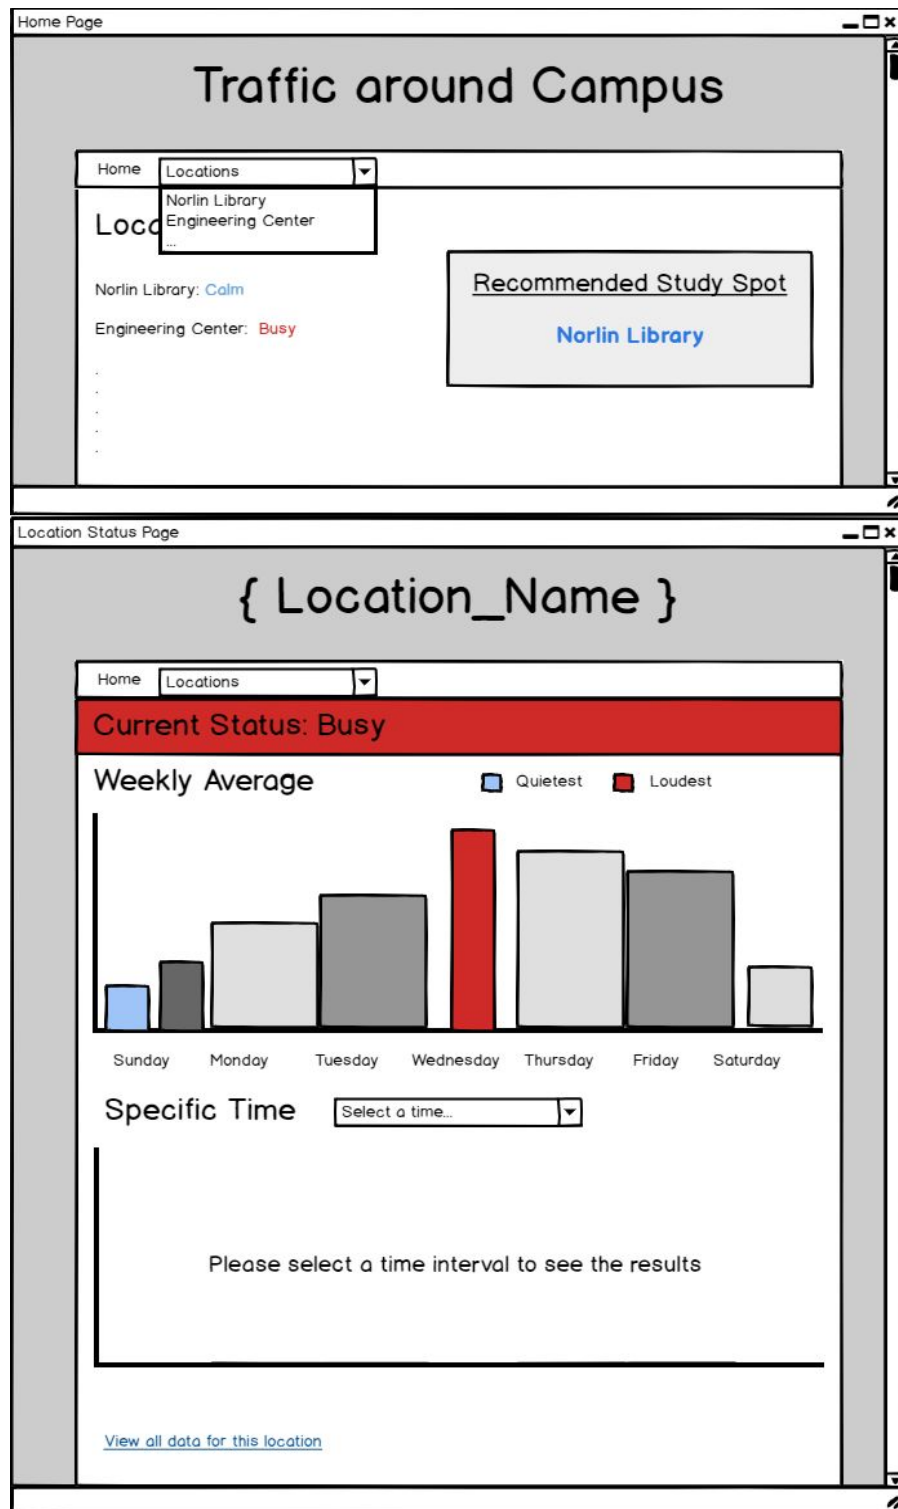 Home Page
Traffic around Campus
Home Locations
Norlin Library
Engineering Center
...
Norlin Library: Calm
Engineering Center: Busy
.
.
.
.
.
Recommended Study Spot
Norlin Library
Location Status Page
{ Location_Name }
Home Locations
Current Status: Busy
Weekly Average
Quietest Loudest
Sunday Monday Tuesday Wednesday Thursday Friday Saturday
Specific Time Select a time...
Please select a time interval to see the results
View all data for this location